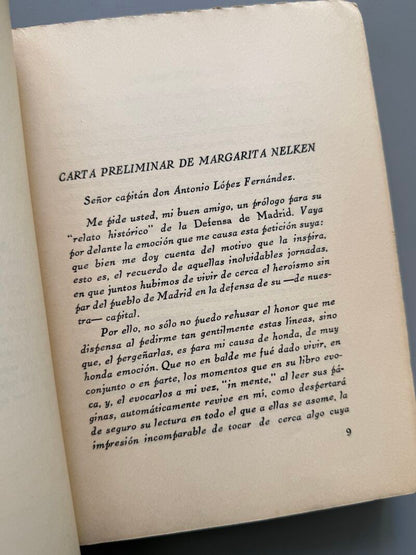 CARTA PRELIMINAR DE MARGARITA NELKEN
Señor capitán don Antonio López Fernández.
Me pide usted, mi buen amigo, un prólogo para su
"relato histórico" de la Defensa de Madrid. Vaya
por delante la emoción que me causa esta petición suya:
que bien me doy cuenta del motivo que la inspira,
esto es, el recuerdo de aquellas inolvidables jornadas,
en que juntos hubimos de vivir de cerca el heroísmo sin
par del pueblo de Madrid en la defensa de su —de nues-
tra— capital.
Por ello, no sólo no puedo rehusar el honor que me
dispensa al pedirme tan gentilmente estas líneas, sino
que, el pergeñarlas, es para mi causa de honda, de muy
honda emoción. Que no en balde me fué dado vivir, en
conjunto o en parte, los momentos que en su libro evo-
ca, y, el evocarlos a mi vez, "in mente," al leer sus pá-
ginas, automáticamente revive en mí, como despertará
de seguro su lectura en todo el que a ellas se asome, la
impresión incomparable de tocar de cerca algo cuya
9